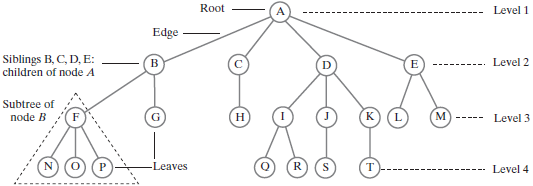 Root
A
Level 1
Edge
Siblings B, C, D, E:
children of node A
B
C
D
E
Level 2
Subtree of
node B
F
G
H
I
J
K
L
M
Level 3
N
O
P
Leaves
Q
R
S
T
Level 4